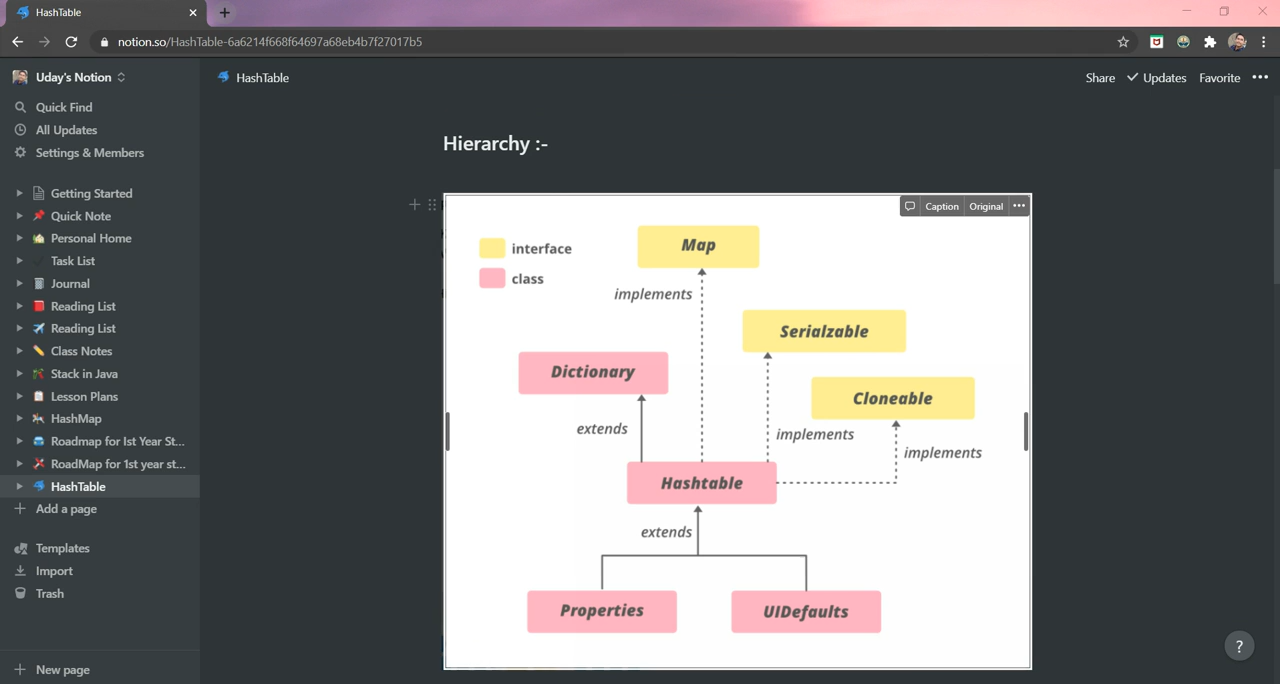 HashTable
notion.so/HashTable-6a6214f668f64697a68eb4b7f27017b5
Uday's Notion
HashTable
Share
Updates
Favorite
Quick Find
All Updates
Settings & Members
Getting Started
Quick Note
Personal Home
Task List
Journal
Reading List
Reading List
Class Notes
Stack in Java
Lesson Plans
HashMap
Roadmap for Ist Year St...
RoadMap for 1st year st...
HashTable
Add a page
Templates
Import
Trash
New page
Hierarchy :-
Caption
Original
interface
class
Map
implements
Serialzable
Dictionary
Cloneable
extends
implements
implements
Hashtable
extends
Properties
UIDefaults
?